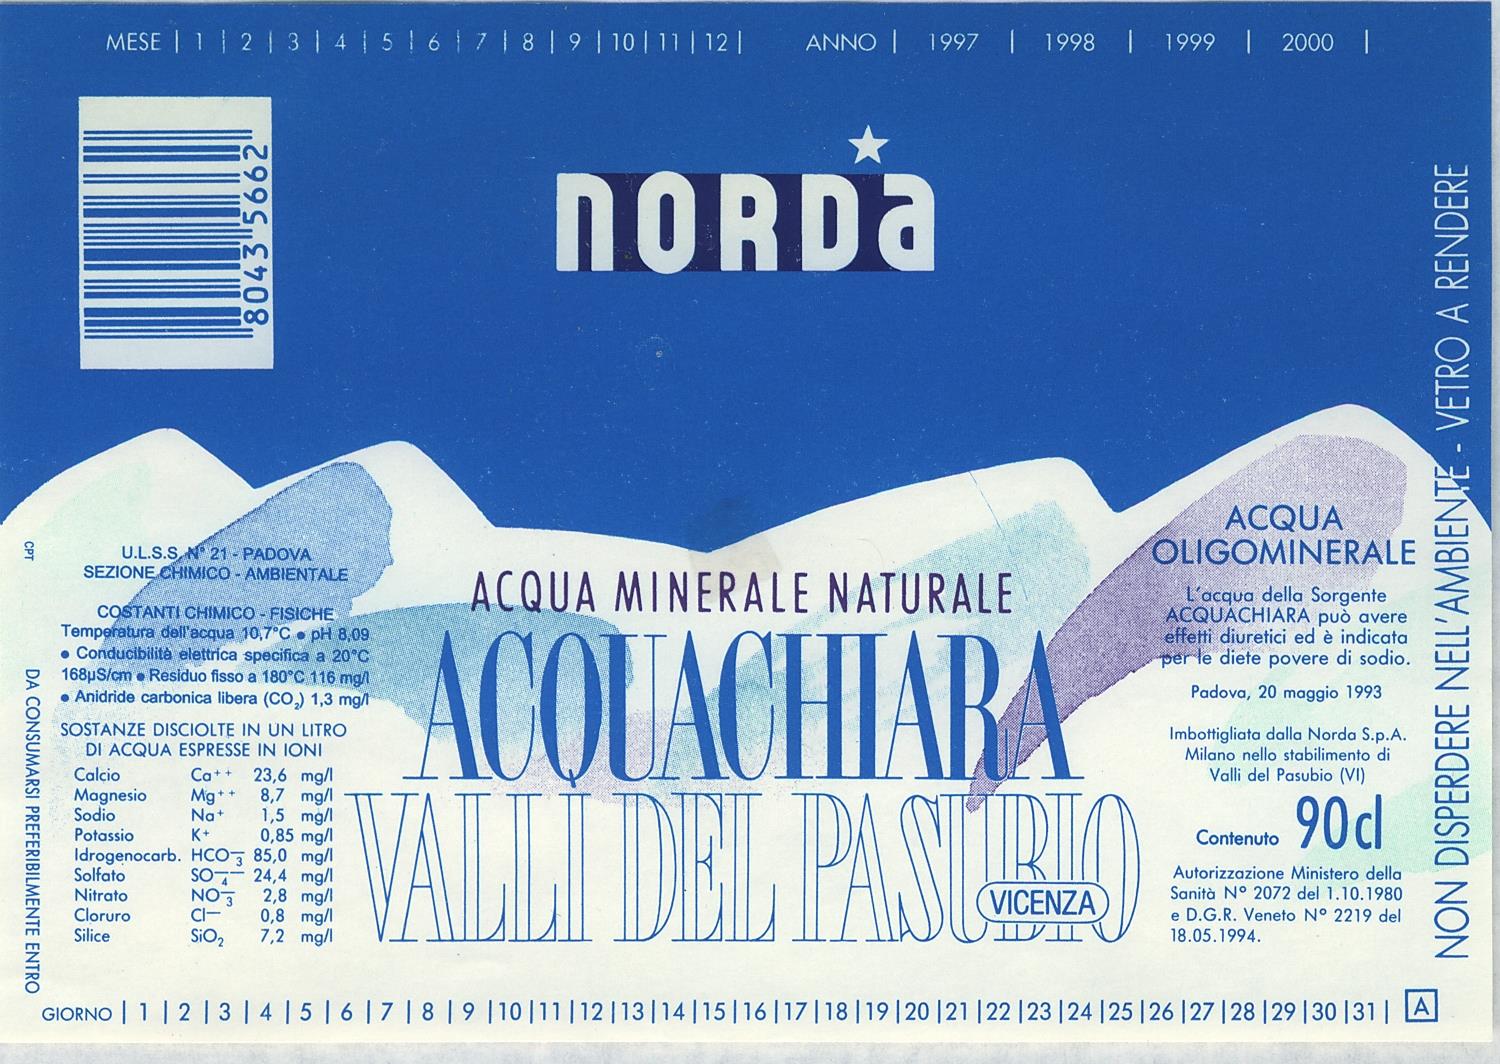 MESE | 1 | 2 | 3 | 4 | 5 | 6 | 7 | 8 | 9 | 10 | 11 | 12 | ANNO | 1997 | 1998 | 1999 | 2000 |
8043 5662
NORDa
NON DISPERDERE NELL'AMBIENTE - VETRO A RENDERE
CPT
DA CONSUMARSI PREFERIBILMENTE ENTRO
U.L.S.S. N° 21 - PADOVA
SEZIONE CHIMICO - AMBIENTALE
COSTANTI CHIMICO - FISICHE
Temperatura dell'acqua 10,7°C ● pH 8,09
● Conducibilità elettrica specifica a 20°C
168µS/cm ● Residuo fisso a 180°C 116 mg/l
● Anidride carbonica libera (CO₂) 1,3 mg/l
SOSTANZE DISCIOLTE IN UN LITRO
DI ACQUA ESPRESSE IN IONI
Calcio Ca⁺⁺ 23,6 mg/l
Magnesio Mg⁺⁺ 8,7 mg/l
Sodio Na⁺ 1,5 mg/l
Potassio K⁺ 0,85 mg/l
Idrogenocarb. HCO₃⁻ 85,0 mg/l
Solfato SO₄⁻⁻ 24,4 mg/l
Nitrato NO₃⁻ 2,8 mg/l
Cloruro Cl⁻ 0,8 mg/l
Silice SiO₂ 7,2 mg/l
ACQUA MINERALE NATURALE
ACQUACHIARA
VALLI DEL PASUBIO
VICENZA
ACQUA
OLIGOMINERALE
L'acqua della Sorgente
ACQUACHIARA può avere
effetti diuretici ed è indicata
per le diete povere di sodio.
Padova, 20 maggio 1993
Imbottigliata dalla Norda S.p.A.
Milano nello stabilimento di
Valli del Pasubio (VI)
Contenuto 90 cl
Autorizzazione Ministero della
Sanità N° 2072 del 1.10.1980
e D.G.R. Veneto N° 2219 del
18.05.1994.
GIORNO | 1 | 2 | 3 | 4 | 5 | 6 | 7 | 8 | 9 | 10 | 11 | 12 | 13 | 14 | 15 | 16 | 17 | 18 | 19 | 20 | 21 | 22 | 23 | 24 | 25 | 26 | 27 | 28 | 29 | 30 | 31 | A